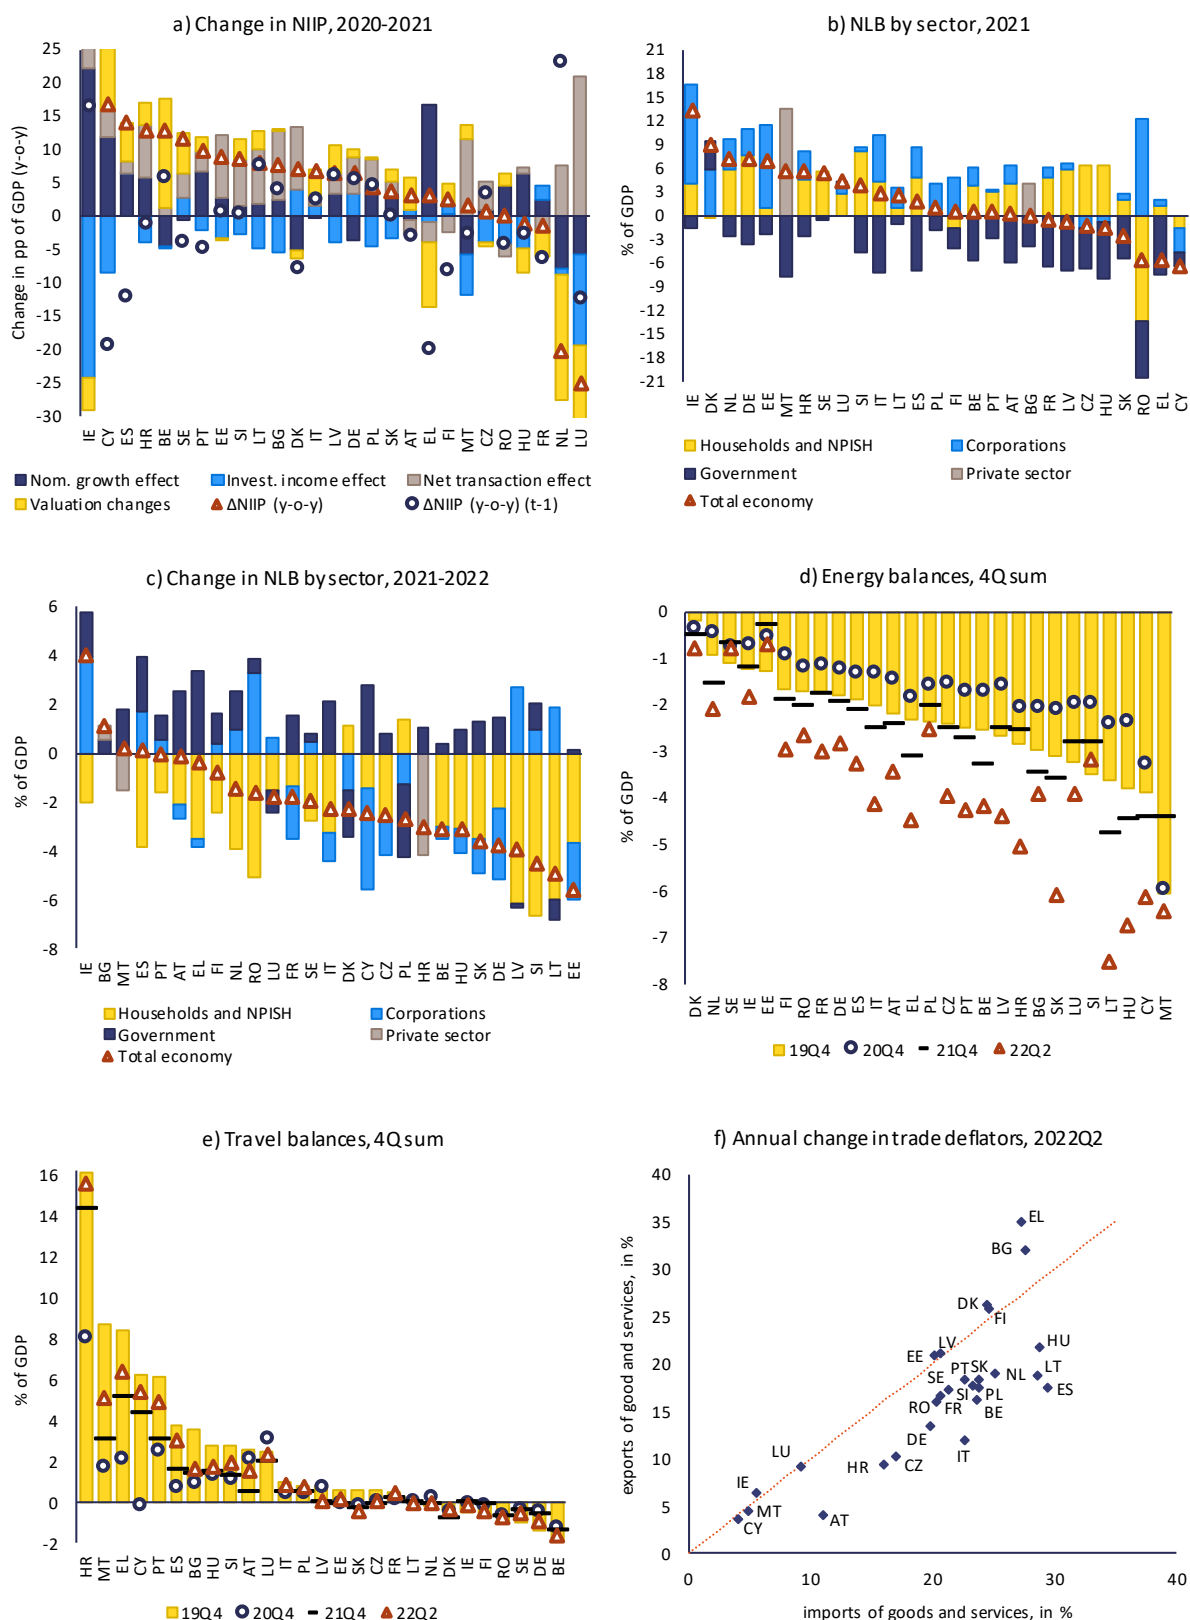 a) Change in NIIP, 2020-2021
Change in pp of GDP (y-o-y)
25
20
15
10
5
0
-5
-10
-15
-20
-25
-30
IE CY ES HR BE SE PT EE SI LT BG DK IT LV DE PL SK AT EL FI MT CZ RO HU FR NL LU
Nom. growth effect Invest. income effect Net transaction effect
Valuation changes ΔNIIP (y-o-y) ΔNIIP (y-o-y) (t-1)
b) NLB by sector, 2021
% of GDP
21
18
15
12
9
6
3
0
-3
-6
-9
-12
-15
-18
-21
IE DK NL DE EE MT HR SE LU SI IT LT ES PL FI BE PT AT BG FR LV CZ HU SK RO EL CY
Households and NPISH Corporations
Government Private sector
Total economy
c) Change in NLB by sector, 2021-2022
% of GDP
6
4
2
0
-2
-4
-6
-8
IE BG MT ES PT AT EL FI NL RO LU FR SE IT DK CY CZ PL HR BE HU SK DE LV SI LT EE
Households and NPISH Corporations
Government Private sector
Total economy
d) Energy balances, 4Q sum
% of GDP
0
-1
-2
-3
-4
-5
-6
-7
-8
DK NL SE IE EE FI RO FR DE ES IT AT EL PL CZ PT BE LV HR BG SK LU SI LT HU CY MT
19Q4 20Q4 21Q4 22Q2
e) Travel balances, 4Q sum
% of GDP
16
14
12
10
8
6
4
2
0
-2
HR MT EL CY PT ES BG HU SI AT LU IT PL LV EE SK CZ FR LT NL DK IE FI RO SE DE BE
19Q4 20Q4 21Q4 22Q2
f) Annual change in trade deflators, 2022Q2
exports of good and services, in %
40
35
30
25
20
15
10
5
0
EL
BG
DK
FI
HU
LV
EE
PT SK
NL LT
SE
SI PL ES
RO FR BE
DE
IT
LU
HR CZ
IE
MT
CY AT
0 10 20 30 40
imports of goods and services, in %